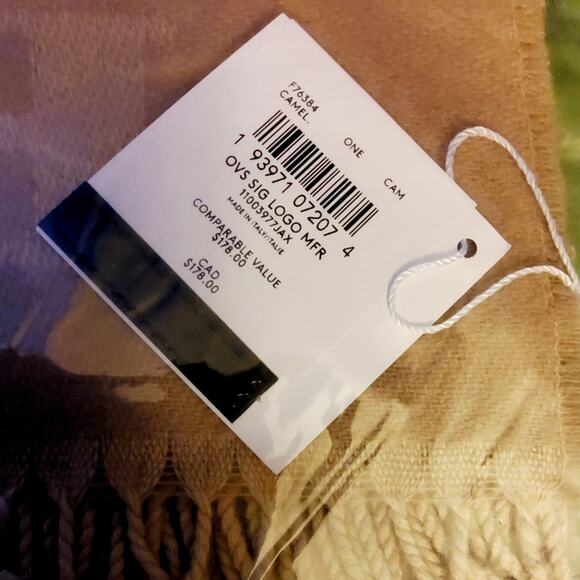 F76384
CAMEL.
ONE
CAM
1 93971 07207 4
OVS SIG LOGO MFR
11003977JAX
MADE IN ITALY/ITALIE
COMPARABLE VALUE
$178.00
CAD
$178.00